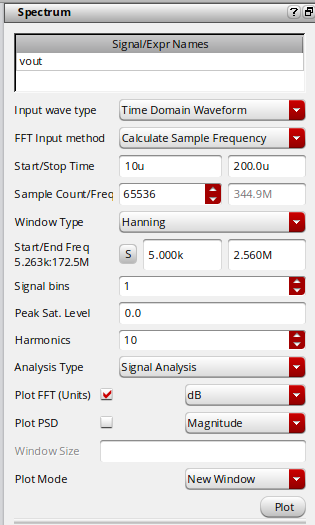 Spectrum
Signal/Expr Names
vout
Input wave type Time Domain Waveform
FFT Input method Calculate Sample Frequency
Start/Stop Time 10u 200.0u
Sample Count/Freq 65536 344.9M
Window Type Hanning
Start/End Freq
5.263k:172.5M S 5.000k 2.560M
Signal bins 1
Peak Sat. Level 0.0
Harmonics 10
Analysis Type Signal Analysis
Plot FFT (Units) dB
Plot PSD Magnitude
Window Size
Plot Mode New Window
Plot